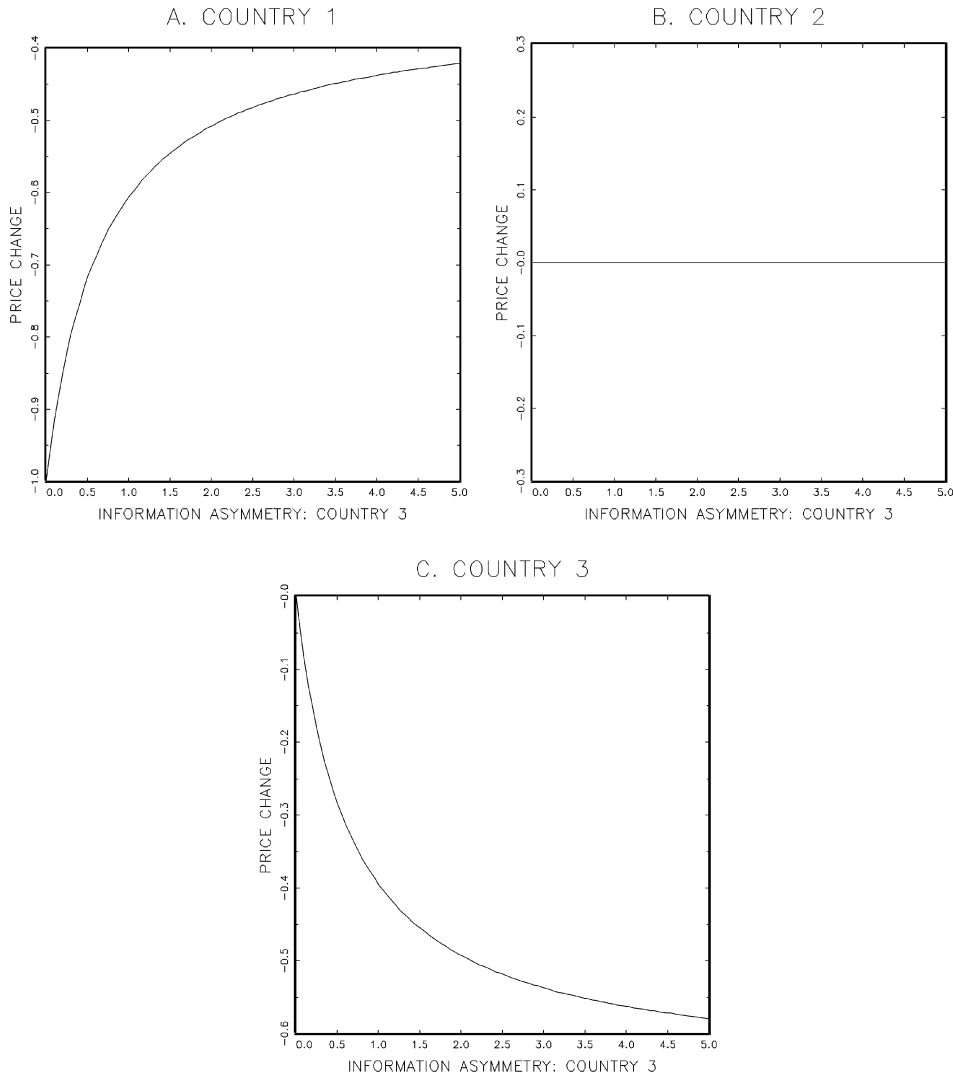 A. COUNTRY 1
PRICE CHANGE
-0.4
-0.5
-0.6
-0.7
-0.8
-0.9
-1.0
0.0 0.5 1.0 1.5 2.0 2.5 3.0 3.5 4.0 4.5 5.0
INFORMATION ASYMMETRY: COUNTRY 3
B. COUNTRY 2
PRICE CHANGE
0.3
0.2
0.1
-0.0
-0.1
-0.2
-0.3
0.0 0.5 1.0 1.5 2.0 2.5 3.0 3.5 4.0 4.5 5.0
INFORMATION ASYMMETRY: COUNTRY 3
C. COUNTRY 3
PRICE CHANGE
-0.0
-0.1
-0.2
-0.3
-0.4
-0.5
-0.6
0.0 0.5 1.0 1.5 2.0 2.5 3.0 3.5 4.0 4.5 5.0
INFORMATION ASYMMETRY: COUNTRY 3